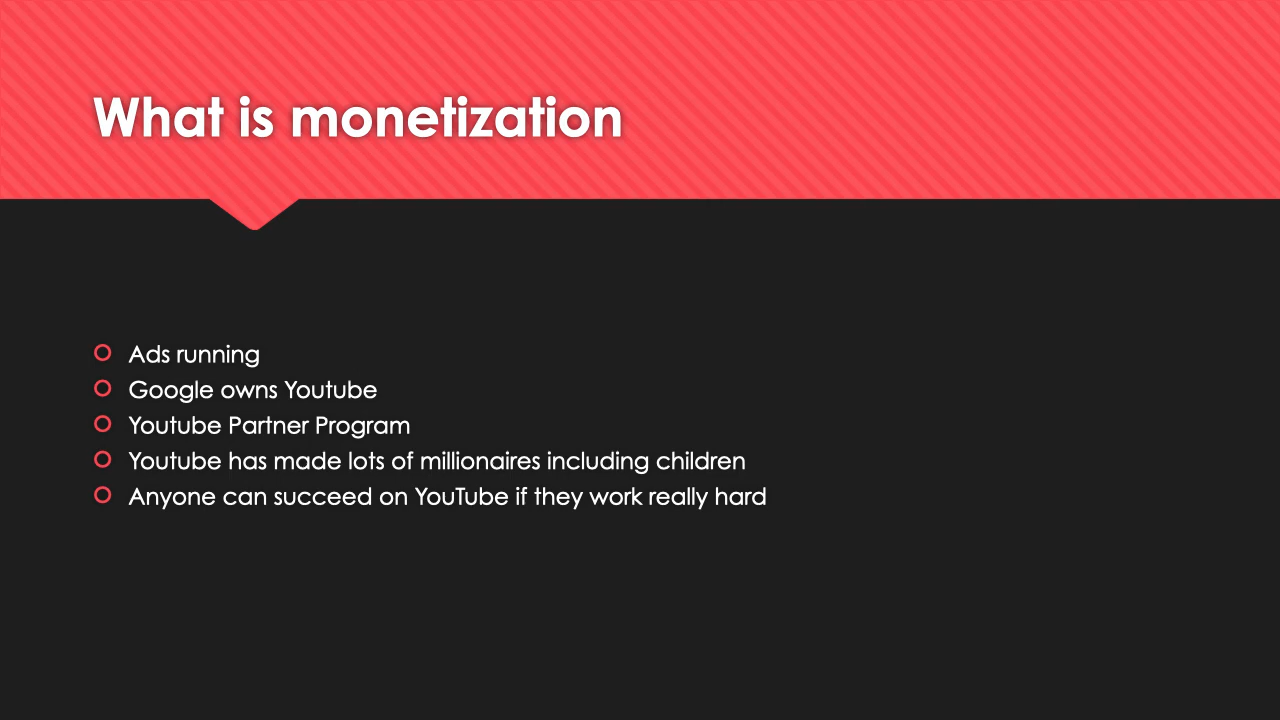 What is monetization
Ads running
Google owns Youtube
Youtube Partner Program
Youtube has made lots of millionaires including children
Anyone can succeed on YouTube if they work really hard